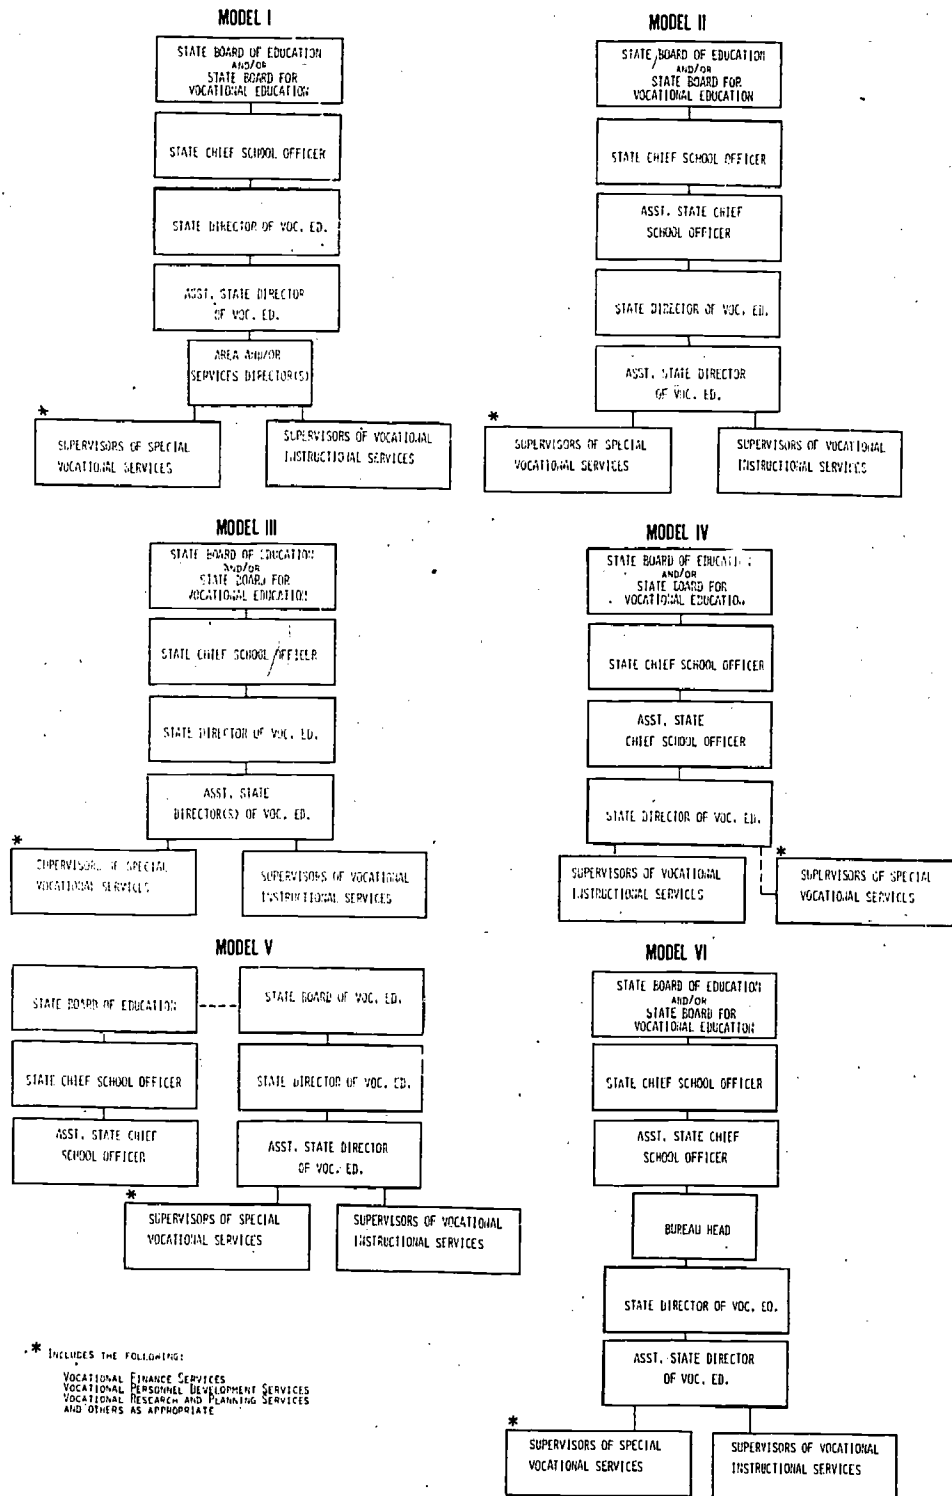 MODEL I
STATE BOARD OF EDUCATION
AND/OR
STATE BOARD FOR
VOCATIONAL EDUCATION
STATE CHIEF SCHOOL OFFICER
STATE DIRECTOR OF VOC. ED.
ASST. STATE DIRECTOR
OF VOC. ED.
AREA AND/OR
SERVICES DIRECTOR(S)
*
SUPERVISORS OF SPECIAL
VOCATIONAL SERVICES
SUPERVISORS OF VOCATIONAL
INSTRUCTIONAL SERVICES
MODEL II
STATE BOARD OF EDUCATION
AND/OR
STATE BOARD FOR
VOCATIONAL EDUCATION
STATE CHIEF SCHOOL OFFICER
ASST. STATE CHIEF
SCHOOL OFFICER
STATE DIRECTOR OF VOC. ED.
ASST. STATE DIRECTOR
OF VOC. ED.
*
SUPERVISORS OF SPECIAL
VOCATIONAL SERVICES
SUPERVISORS OF VOCATIONAL
INSTRUCTIONAL SERVICES
MODEL III
STATE BOARD OF EDUCATION
AND/OR
STATE BOARD FOR
VOCATIONAL EDUCATION
STATE CHIEF SCHOOL OFFICER
STATE DIRECTOR OF VOC. ED.
ASST. STATE
DIRECTOR(S) OF VOC. ED.
*
SUPERVISORS OF SPECIAL
VOCATIONAL SERVICES
SUPERVISORS OF VOCATIONAL
INSTRUCTIONAL SERVICES
MODEL IV
STATE BOARD OF EDUCATION
AND/OR
STATE BOARD FOR
VOCATIONAL EDUCATION
STATE CHIEF SCHOOL OFFICER
ASST. STATE
CHIEF SCHOOL OFFICER
STATE DIRECTOR OF VOC. ED.
SUPERVISORS OF VOCATIONAL
INSTRUCTIONAL SERVICES
*
SUPERVISORS OF SPECIAL
VOCATIONAL SERVICES
MODEL V
STATE BOARD OF EDUCATION
STATE BOARD OF VOC. ED.
STATE CHIEF SCHOOL OFFICER
STATE DIRECTOR OF VOC. ED.
ASST. STATE CHIEF
SCHOOL OFFICER
ASST. STATE DIRECTOR
OF VOC. ED.
*
SUPERVISORS OF SPECIAL
VOCATIONAL SERVICES
SUPERVISORS OF VOCATIONAL
INSTRUCTIONAL SERVICES
MODEL VI
STATE BOARD OF EDUCATION
AND/OR
STATE BOARD FOR
VOCATIONAL EDUCATION
STATE CHIEF SCHOOL OFFICER
ASST. STATE CHIEF
SCHOOL OFFICER
BUREAU HEAD
STATE DIRECTOR OF VOC. ED.
ASST. STATE DIRECTOR
OF VOC. ED.
*
SUPERVISORS OF SPECIAL
VOCATIONAL SERVICES
SUPERVISORS OF VOCATIONAL
INSTRUCTIONAL SERVICES
* INCLUDES THE FOLLOWING:
VOCATIONAL FINANCE SERVICES
VOCATIONAL PERSONNEL DEVELOPMENT SERVICES
VOCATIONAL RESEARCH AND PLANNING SERVICES
AND OTHERS AS APPROPRIATE